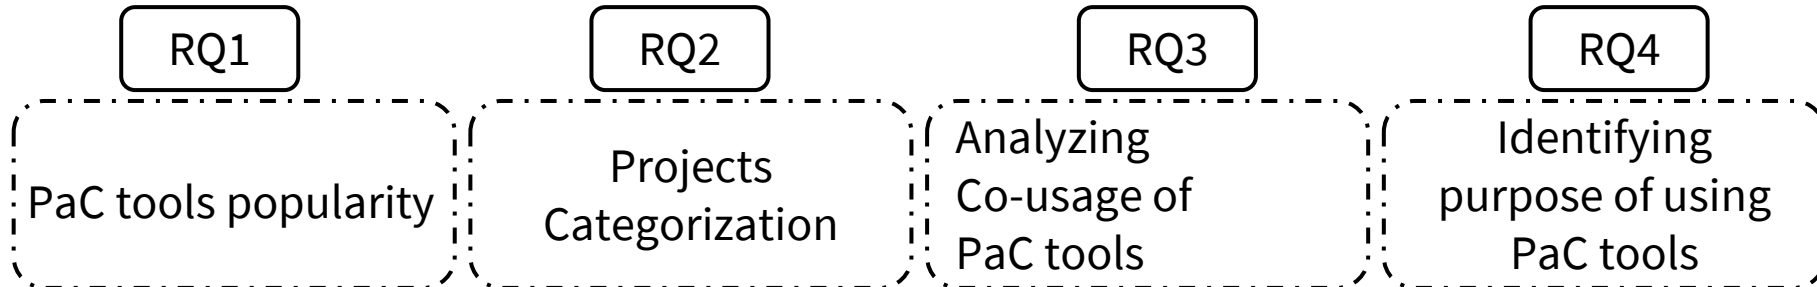 RQ1
PaC tools popularity
RQ2
Projects
Categorization
RQ3
Analyzing
Co-usage of
PaC tools
RQ4
Identifying
purpose of using
PaC tools